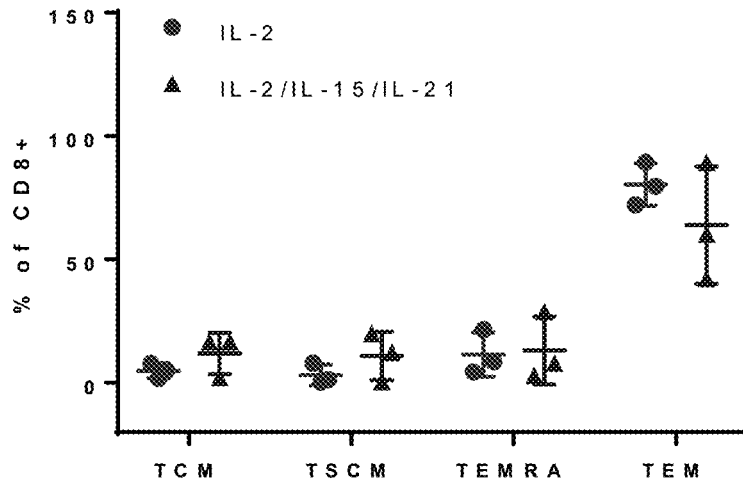 150
IL-2
IL-2/IL-15/IL-21
100
% of CD8+
50
0
TCM TSCM TEMRA TEM